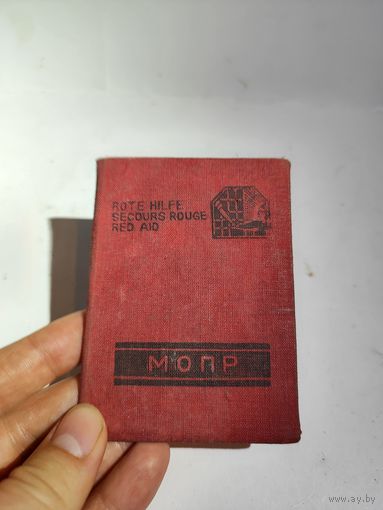 ROTE HILFE
SECOURS ROUGE
RED AID
МОПР
www.ay.by